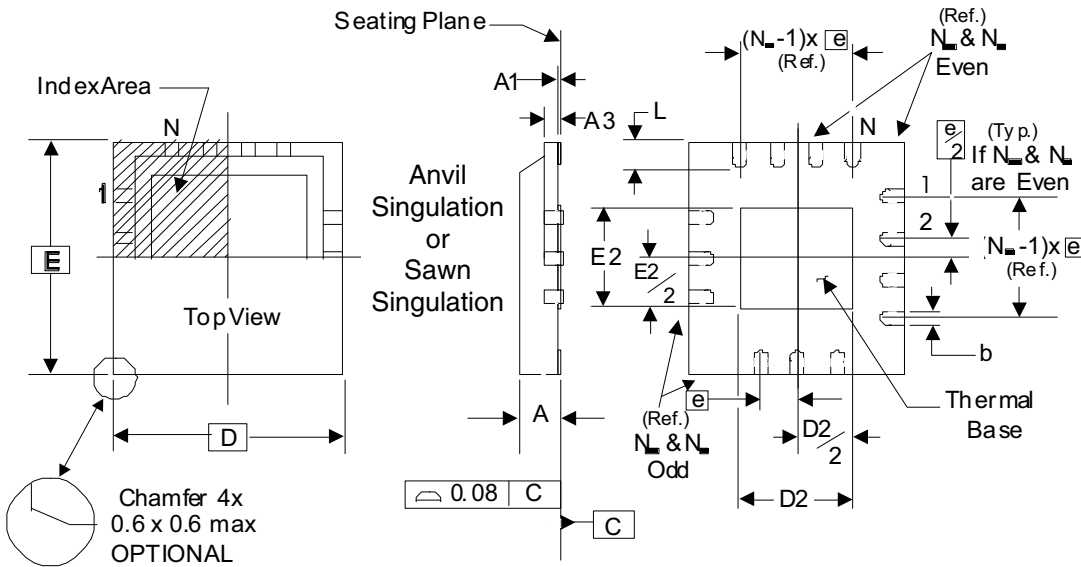 Seating Plane
Index Area
N
1
E
Top View
D
Chamfer 4x
0.6 x 0.6 max
OPTIONAL
A1
A3
L
Anvil
Singulation
or
Sawn
Singulation
A
0.08 C
C
(N -1)x e
(Ref.)
(Ref.)
N & N
Even
N
e/2
(Typ.)
If N & N
are Even
1
2
(N -1)x e
(Ref.)
E2
E2/2
b
Thermal
Base
e
(Ref.)
N & N
Odd
D2/2
D2